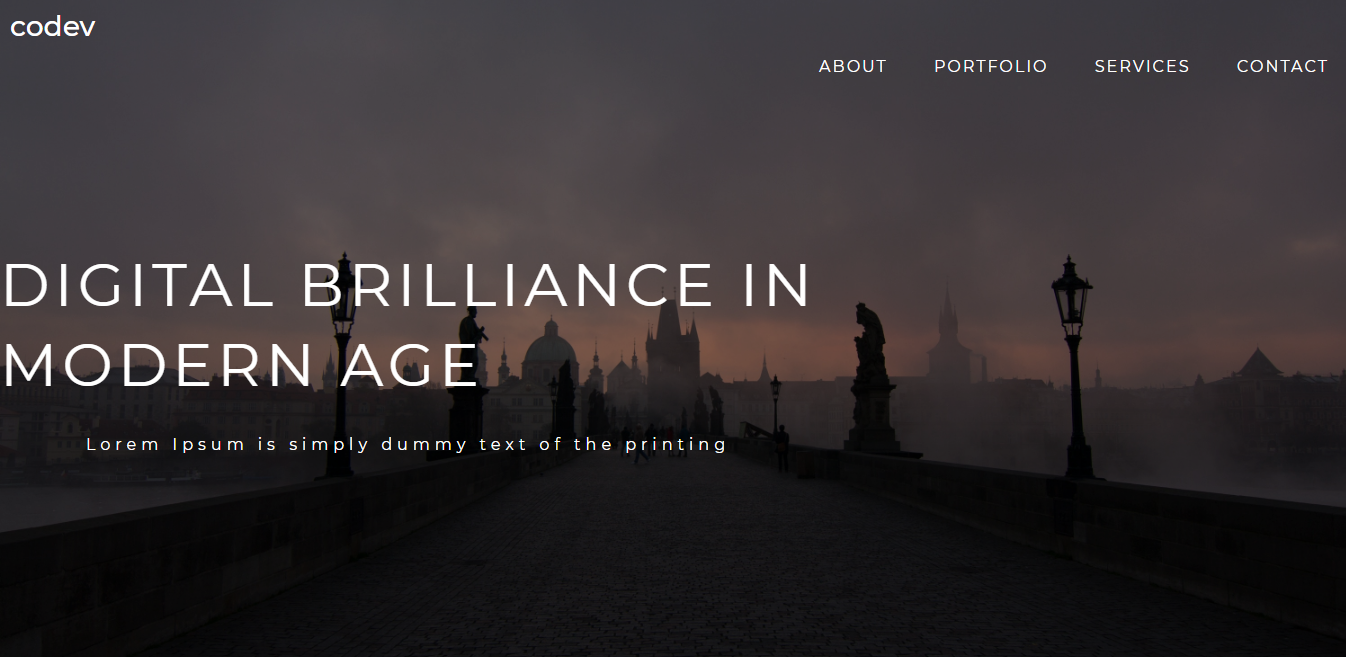 codev
ABOUT PORTFOLIO SERVICES CONTACT
DIGITAL BRILLIANCE IN
MODERN AGE
Lorem Ipsum is simply dummy text of the printing